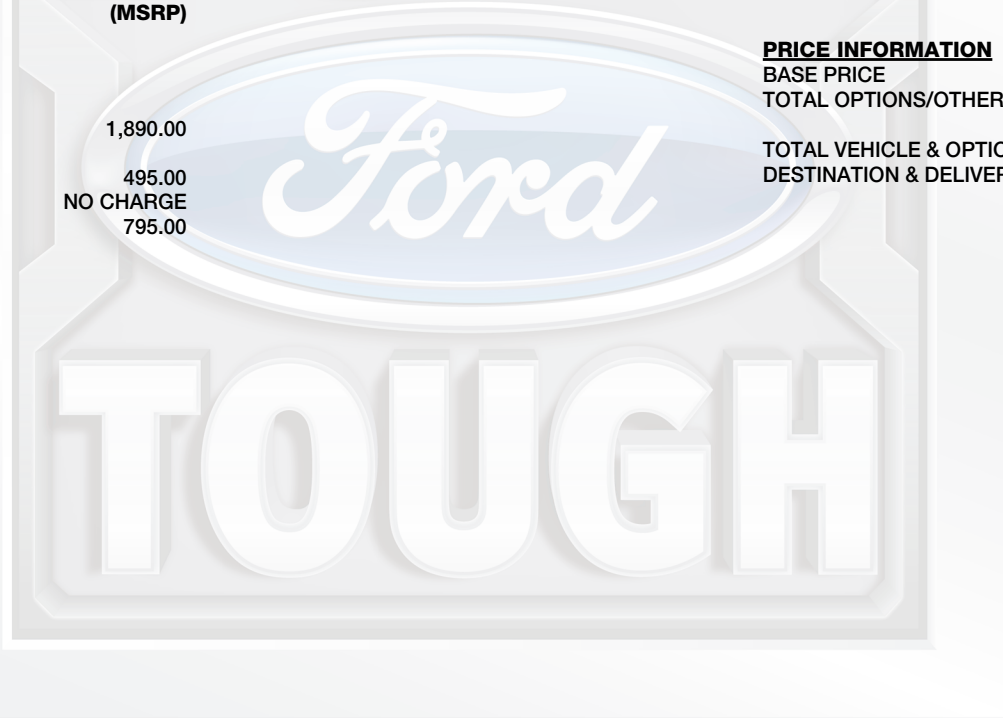 (MSRP)
1,890.00
495.00
NO CHARGE
795.00
PRICE INFORMATION
BASE PRICE
TOTAL OPTIONS/OTHER
TOTAL VEHICLE & OPTIO
DESTINATION & DELIVER
Ford
TOUGH